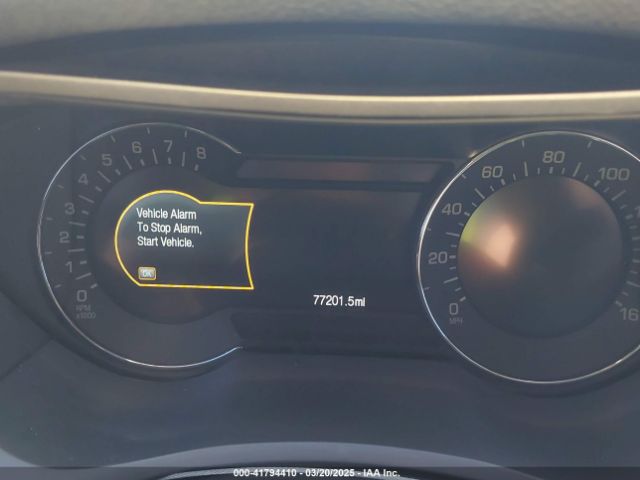 0 1 2 3 4 5 6 7 8
RPM
x1000
Vehicle Alarm
To Stop Alarm,
Start Vehicle.
OK
77201.5mi
0 20 40 60 80 100 16
MPH
000-41794410 - 03/20/2025 - IAA Inc.